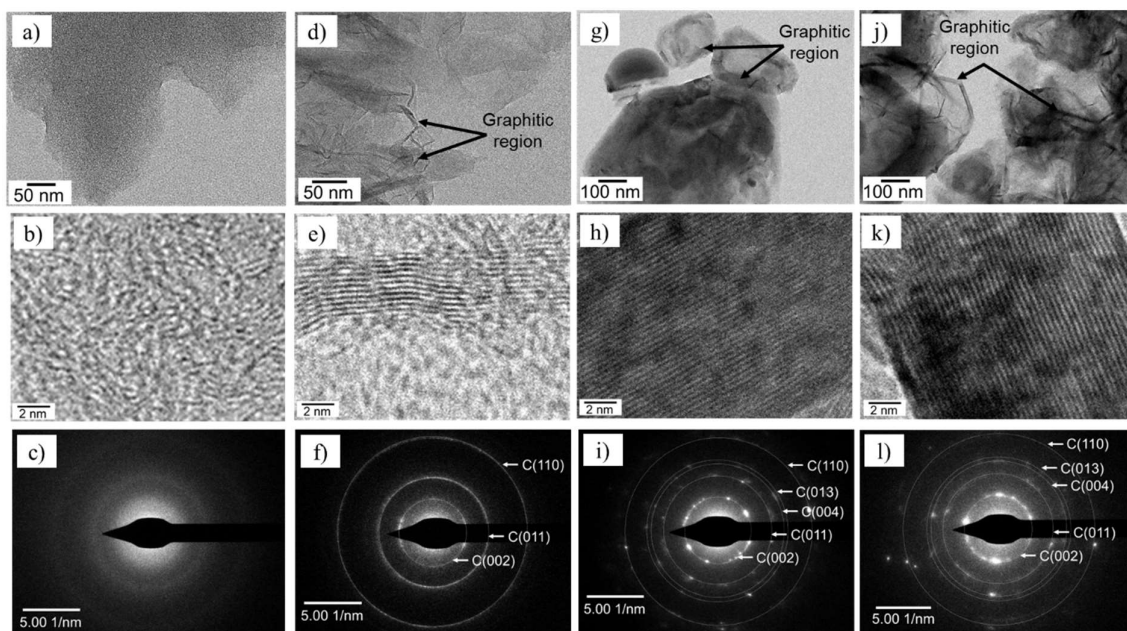 a)
50 nm
d)
Graphitic
region
50 nm
g)
Graphitic
region
100 nm
j)
Graphitic
region
100 nm
b)
2 nm
e)
2 nm
h)
2 nm
k)
2 nm
c)
5.00 1/nm
f)
C(110)
C(011)
C(002)
5.00 1/nm
i)
C(110)
C(013)
C(004)
C(011)
C(002)
5.00 1/nm
l)
C(110)
C(013)
C(004)
C(011)
C(002)
5.00 1/nm